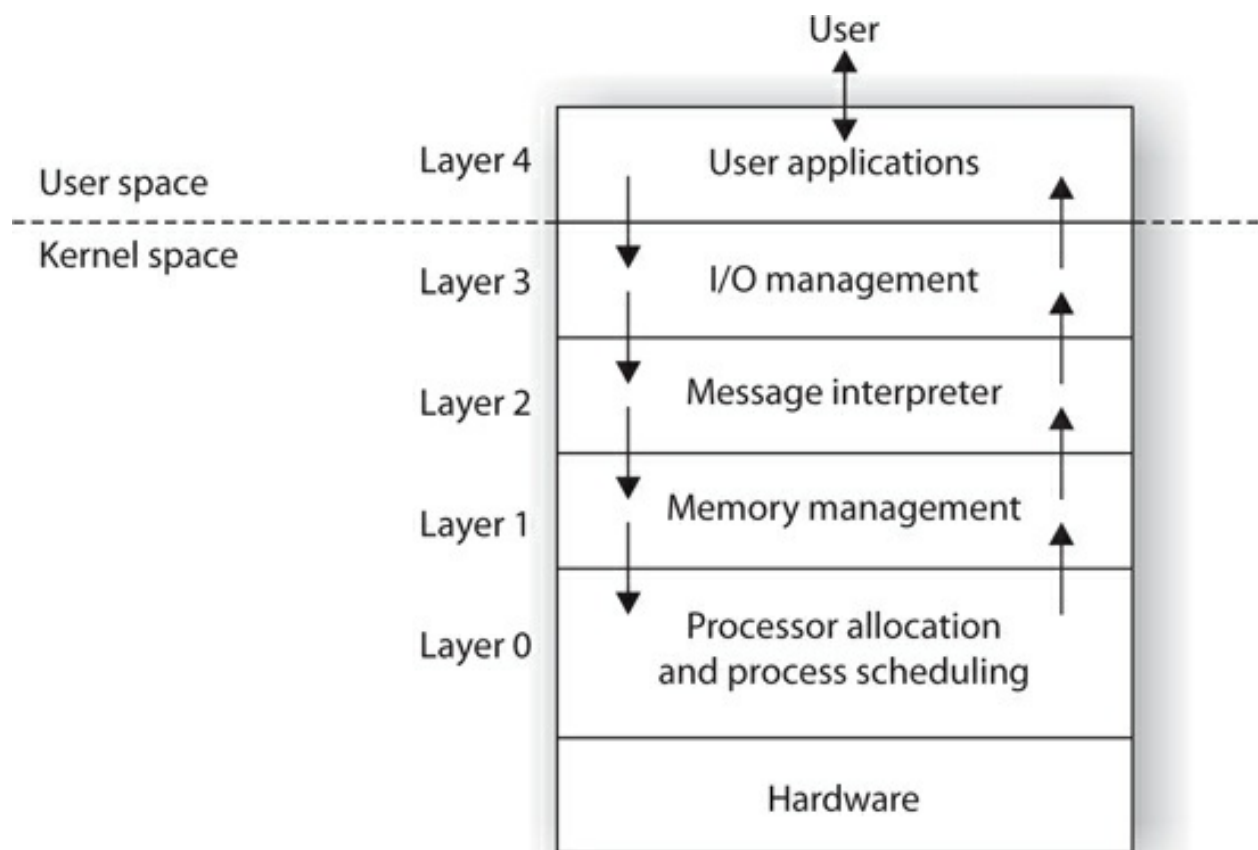 User
Layer 4
User applications
User space
Kernel space
Layer 3
I/O management
Layer 2
Message interpreter
Layer 1
Memory management
Layer 0
Processor allocation
and process scheduling
Hardware